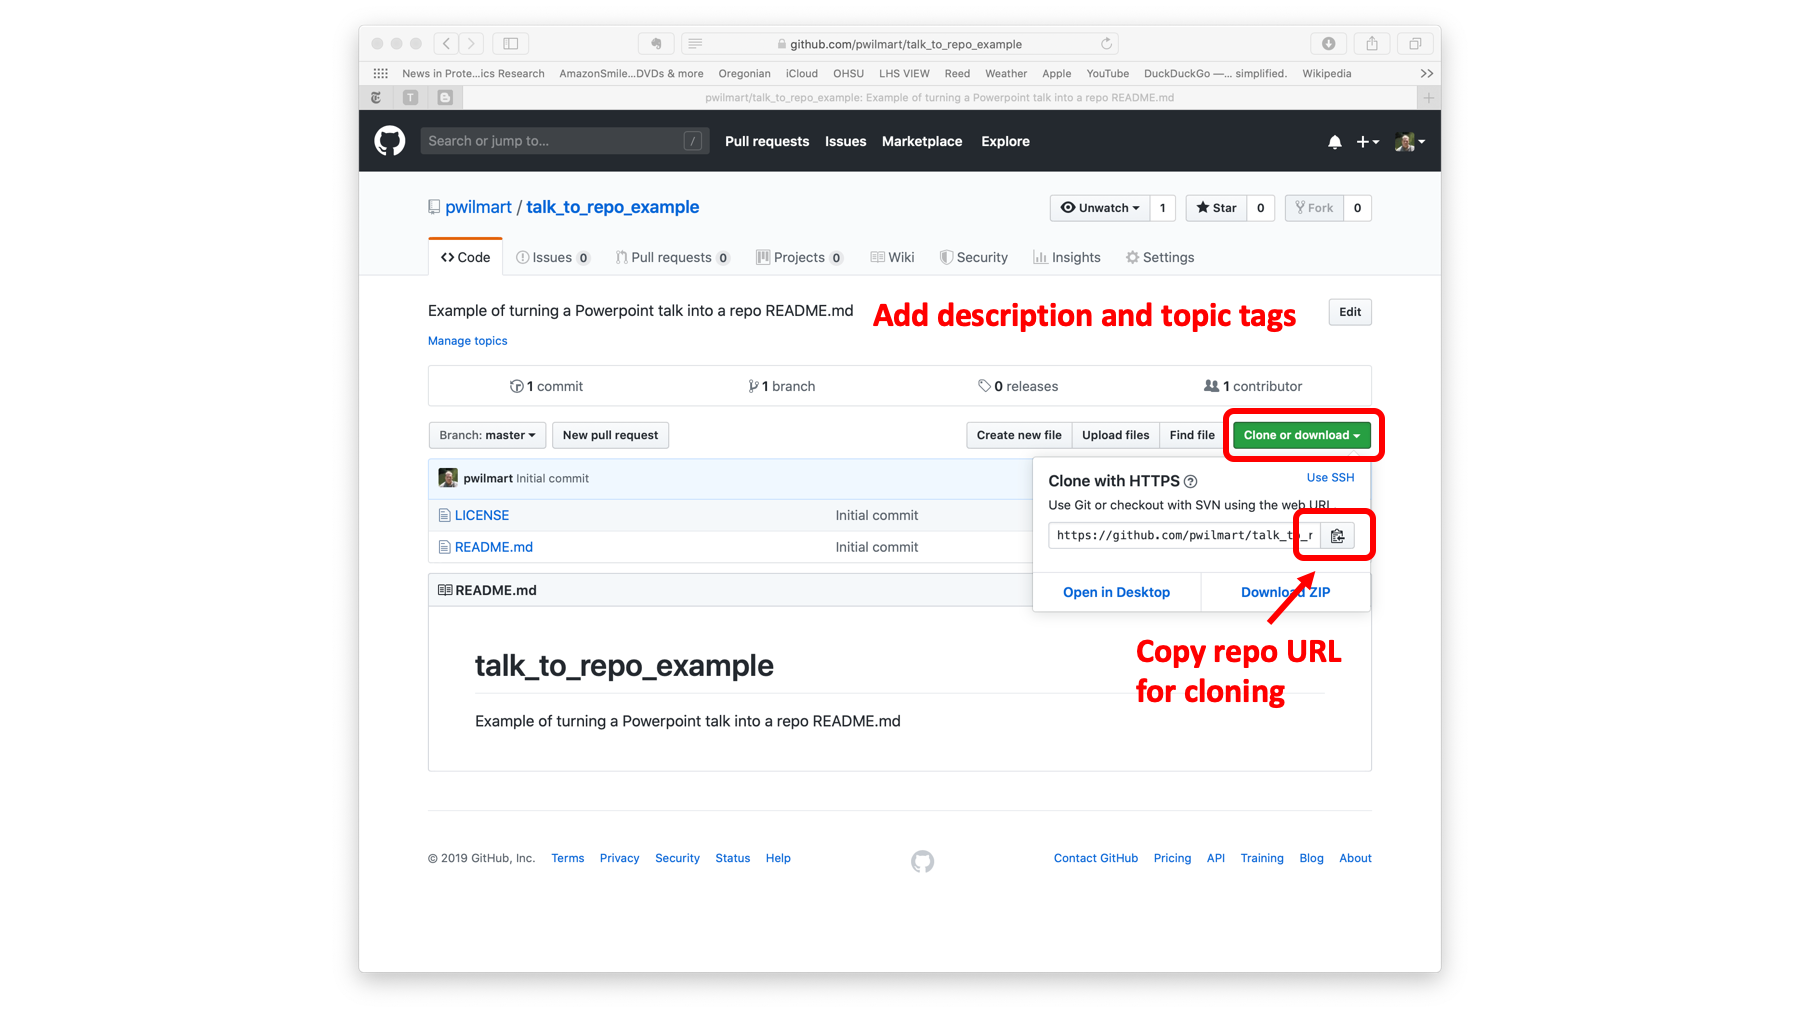 github.com/pwilmart/talk_to_repo_example
News in Prote...ics Research AmazonSmile...DVDs & more Oregonian iCloud OHSU LHS VIEW Reed Weather Apple YouTube DuckDuckGo —... simplified. Wikipedia >>
T B pwilmart/talk_to_repo_example: Example of turning a Powerpoint talk into a repo README.md +
Search or jump to... / Pull requests Issues Marketplace Explore
pwilmart / talk_to_repo_example Unwatch 1 Star 0 Fork 0
Code Issues 0 Pull requests 0 Projects 0 Wiki Security Insights Settings
Example of turning a Powerpoint talk into a repo README.md Add description and topic tags Edit
Manage topics
1 commit 1 branch 0 releases 1 contributor
Branch: master New pull request Create new file Upload files Find file Clone or download
pwilmart Initial commit
Clone with HTTPS ? Use SSH
Use Git or checkout with SVN using the web URL.
LICENSE Initial commit
https://github.com/pwilmart/talk_to_r
README.md Initial commit
README.md
Open in Desktop Download ZIP
Copy repo URL
for cloning
talk_to_repo_example
Example of turning a Powerpoint talk into a repo README.md
© 2019 GitHub, Inc. Terms Privacy Security Status Help Contact GitHub Pricing API Training Blog About